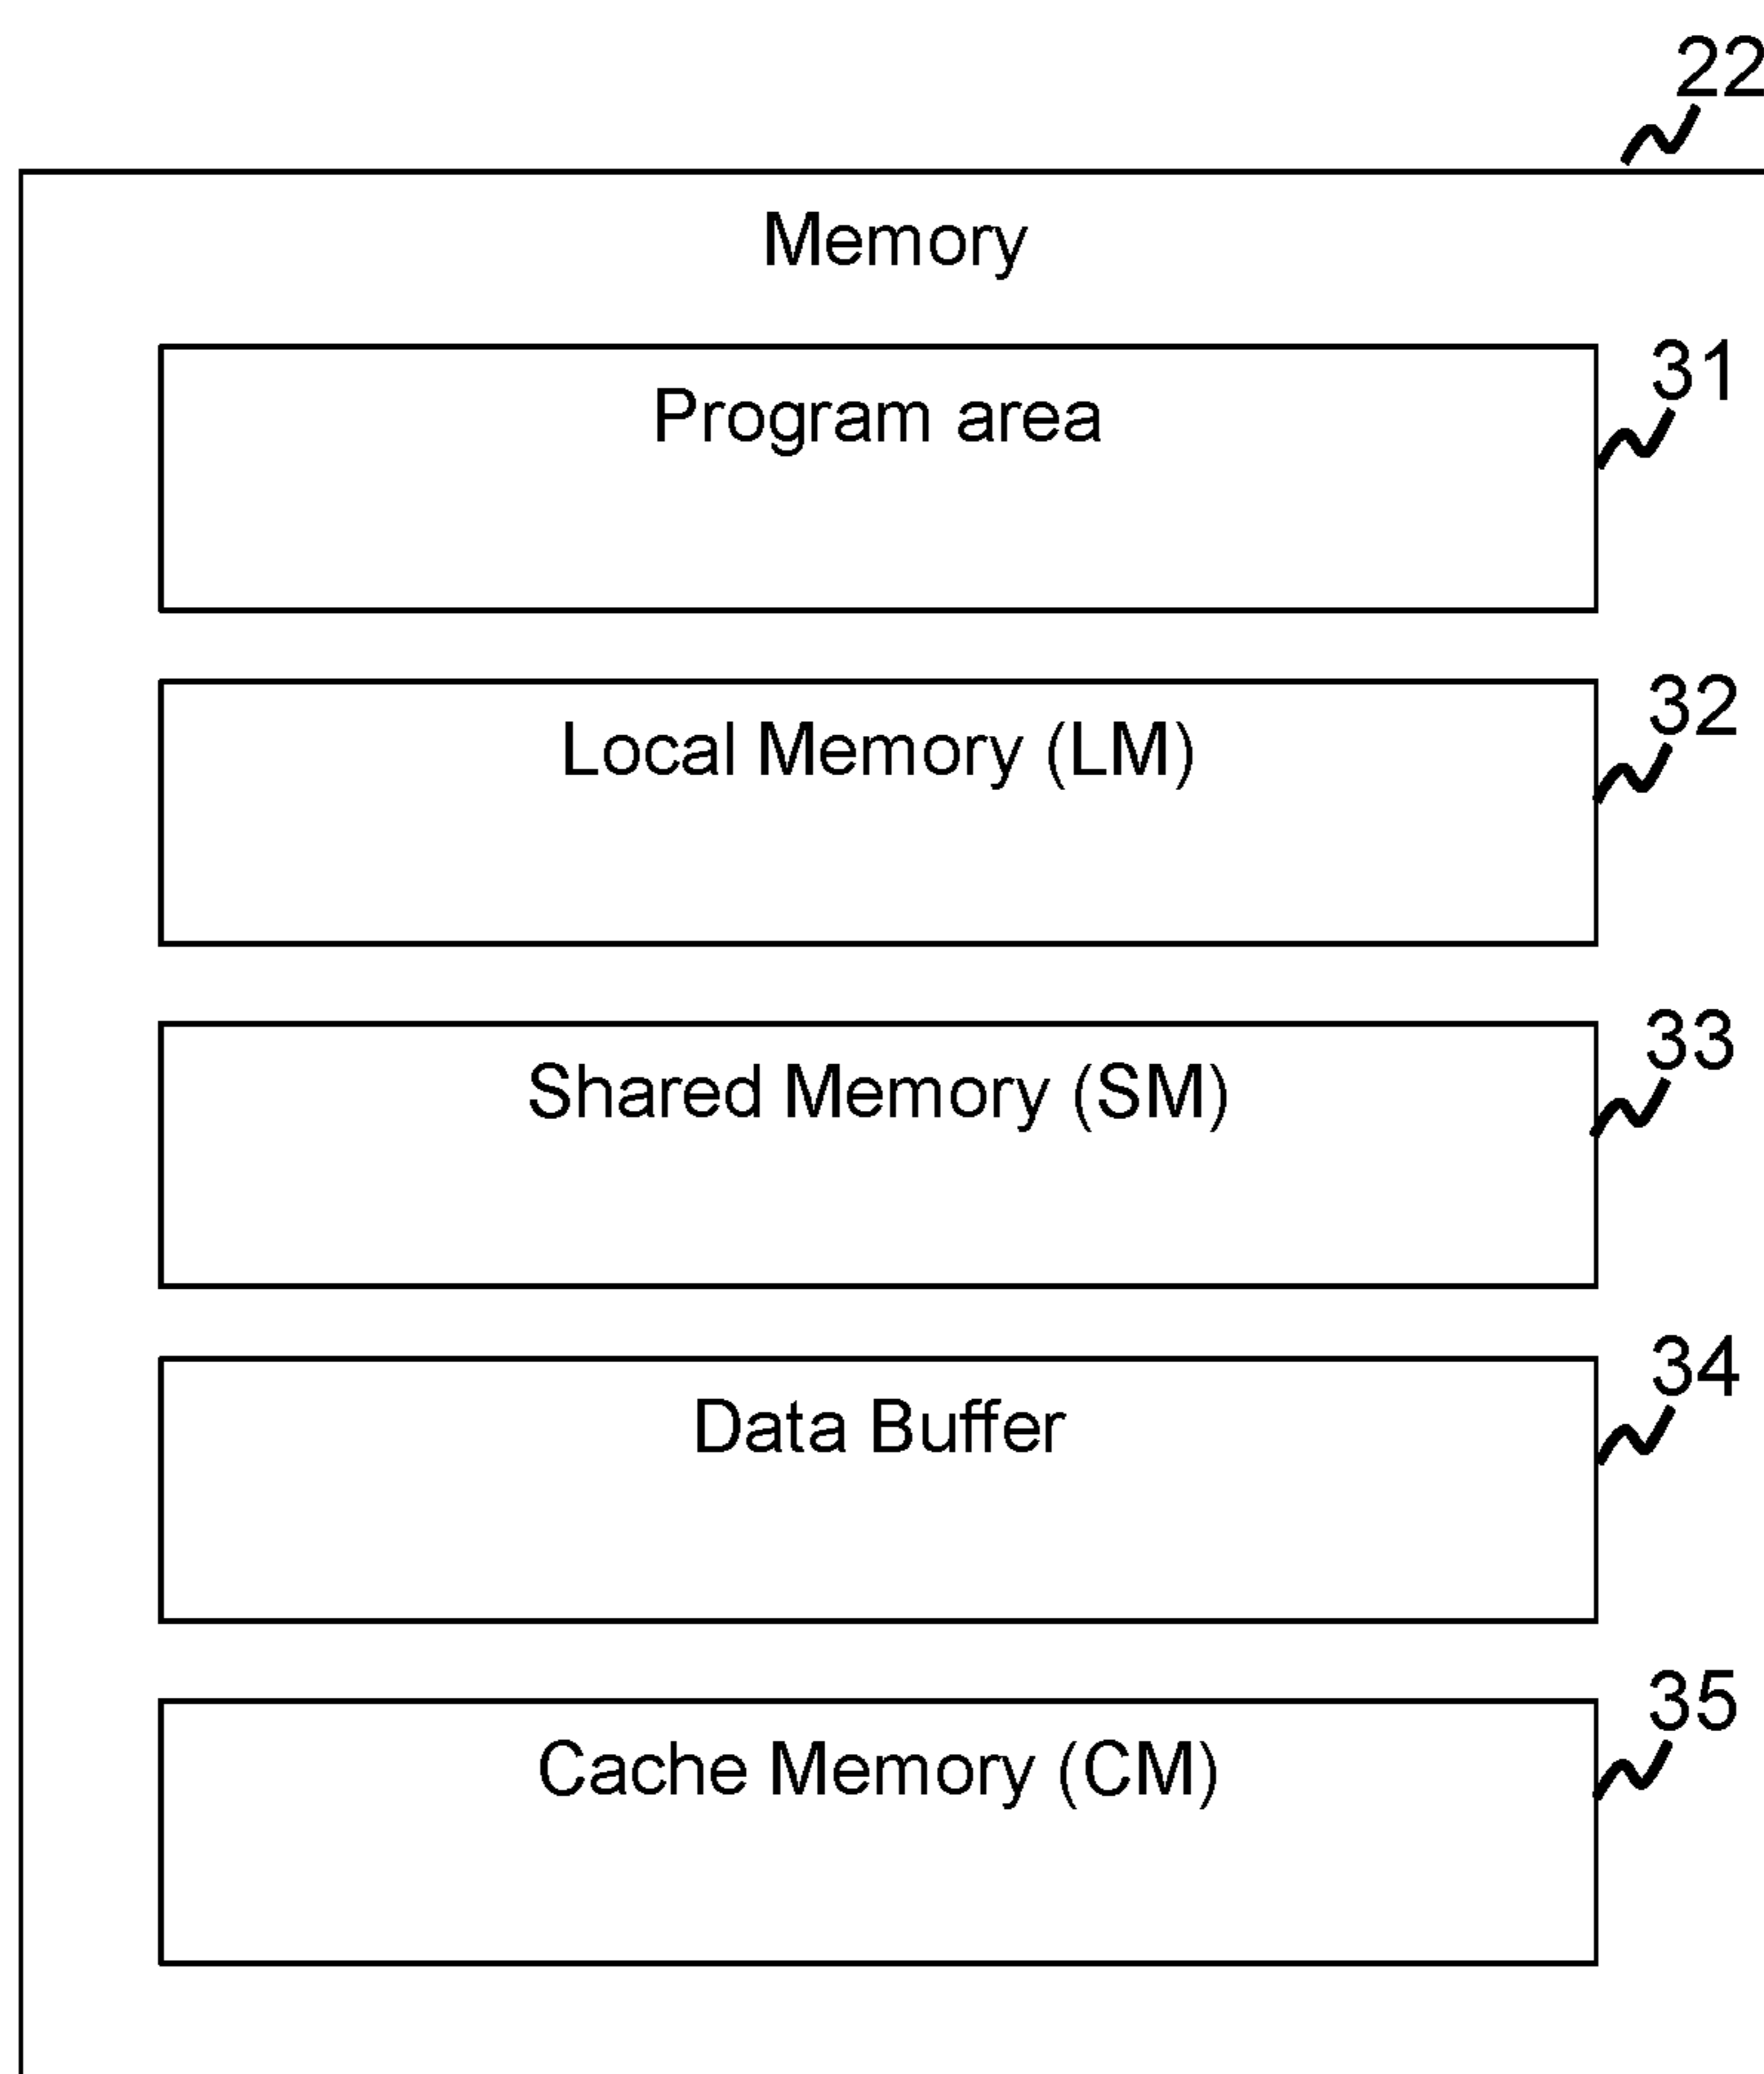 22
Memory
31
Program area
32
Local Memory (LM)
33
Shared Memory (SM)
34
Data Buffer
35
Cache Memory (CM)